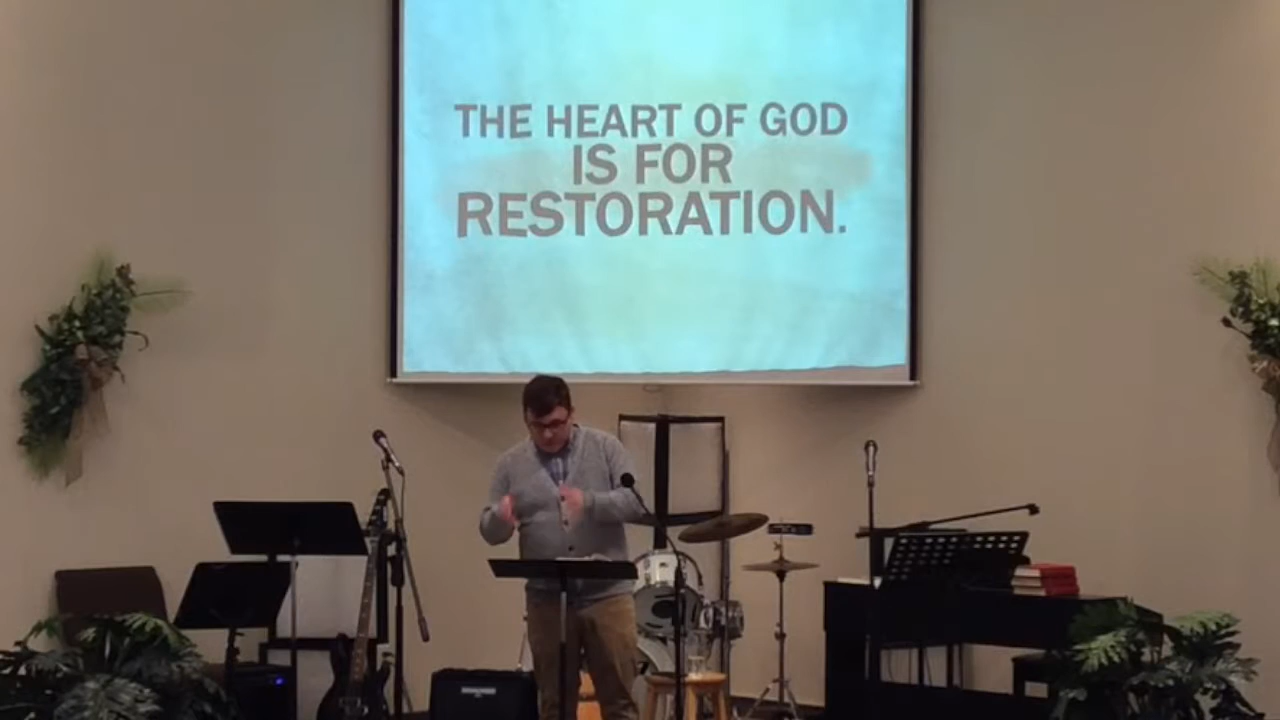 THE HEART OF GOD
IS FOR
RESTORATION.